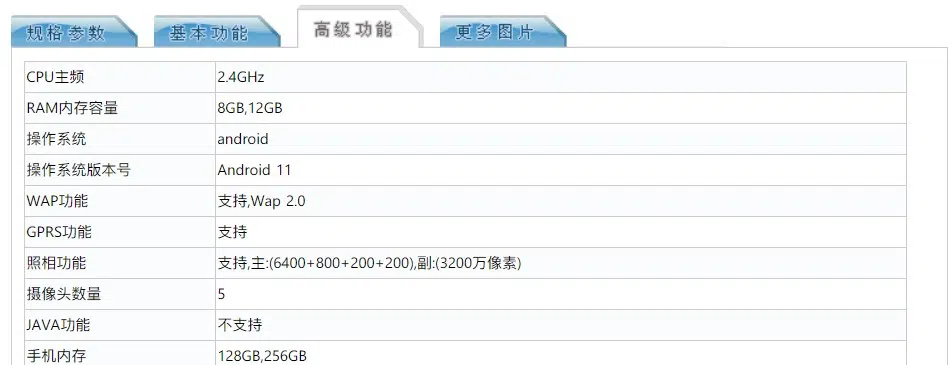 规格参数 基本功能 高级功能 更多图片
CPU主频 2.4GHz
RAM内存容量 8GB,12GB
操作系统 android
操作系统版本号 Android 11
WAP功能 支持,Wap 2.0
GPRS功能 支持
照相功能 支持,主:(6400+800+200+200),副:(3200万像素)
摄像头数量 5
JAVA功能 不支持
手机内存 128GB,256GB